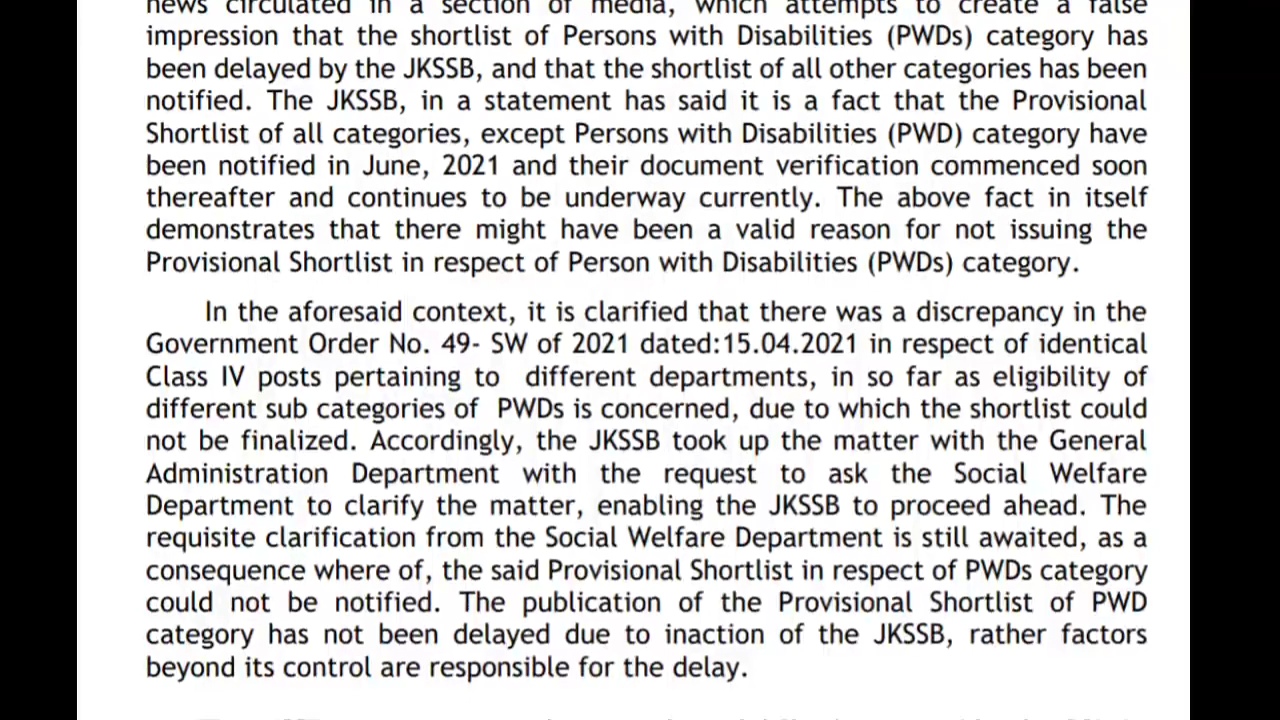 news circulated in a section of media, which attempts to create a false
impression that the shortlist of Persons with Disabilities (PWDs) category has
been delayed by the JKSSB, and that the shortlist of all other categories has been
notified. The JKSSB, in a statement has said it is a fact that the Provisional
Shortlist of all categories, except Persons with Disabilities (PWD) category have
been notified in June, 2021 and their document verification commenced soon
thereafter and continues to be underway currently. The above fact in itself
demonstrates that there might have been a valid reason for not issuing the
Provisional Shortlist in respect of Person with Disabilities (PWDs) category.
In the aforesaid context, it is clarified that there was a discrepancy in the
Government Order No. 49- SW of 2021 dated:15.04.2021 in respect of identical
Class IV posts pertaining to different departments, in so far as eligibility of
different sub categories of PWDs is concerned, due to which the shortlist could
not be finalized. Accordingly, the JKSSB took up the matter with the General
Administration Department with the request to ask the Social Welfare
Department to clarify the matter, enabling the JKSSB to proceed ahead. The
requisite clarification from the Social Welfare Department is still awaited, as a
consequence where of, the said Provisional Shortlist in respect of PWDs category
could not be notified. The publication of the Provisional Shortlist of PWD
category has not been delayed due to inaction of the JKSSB, rather factors
beyond its control are responsible for the delay.